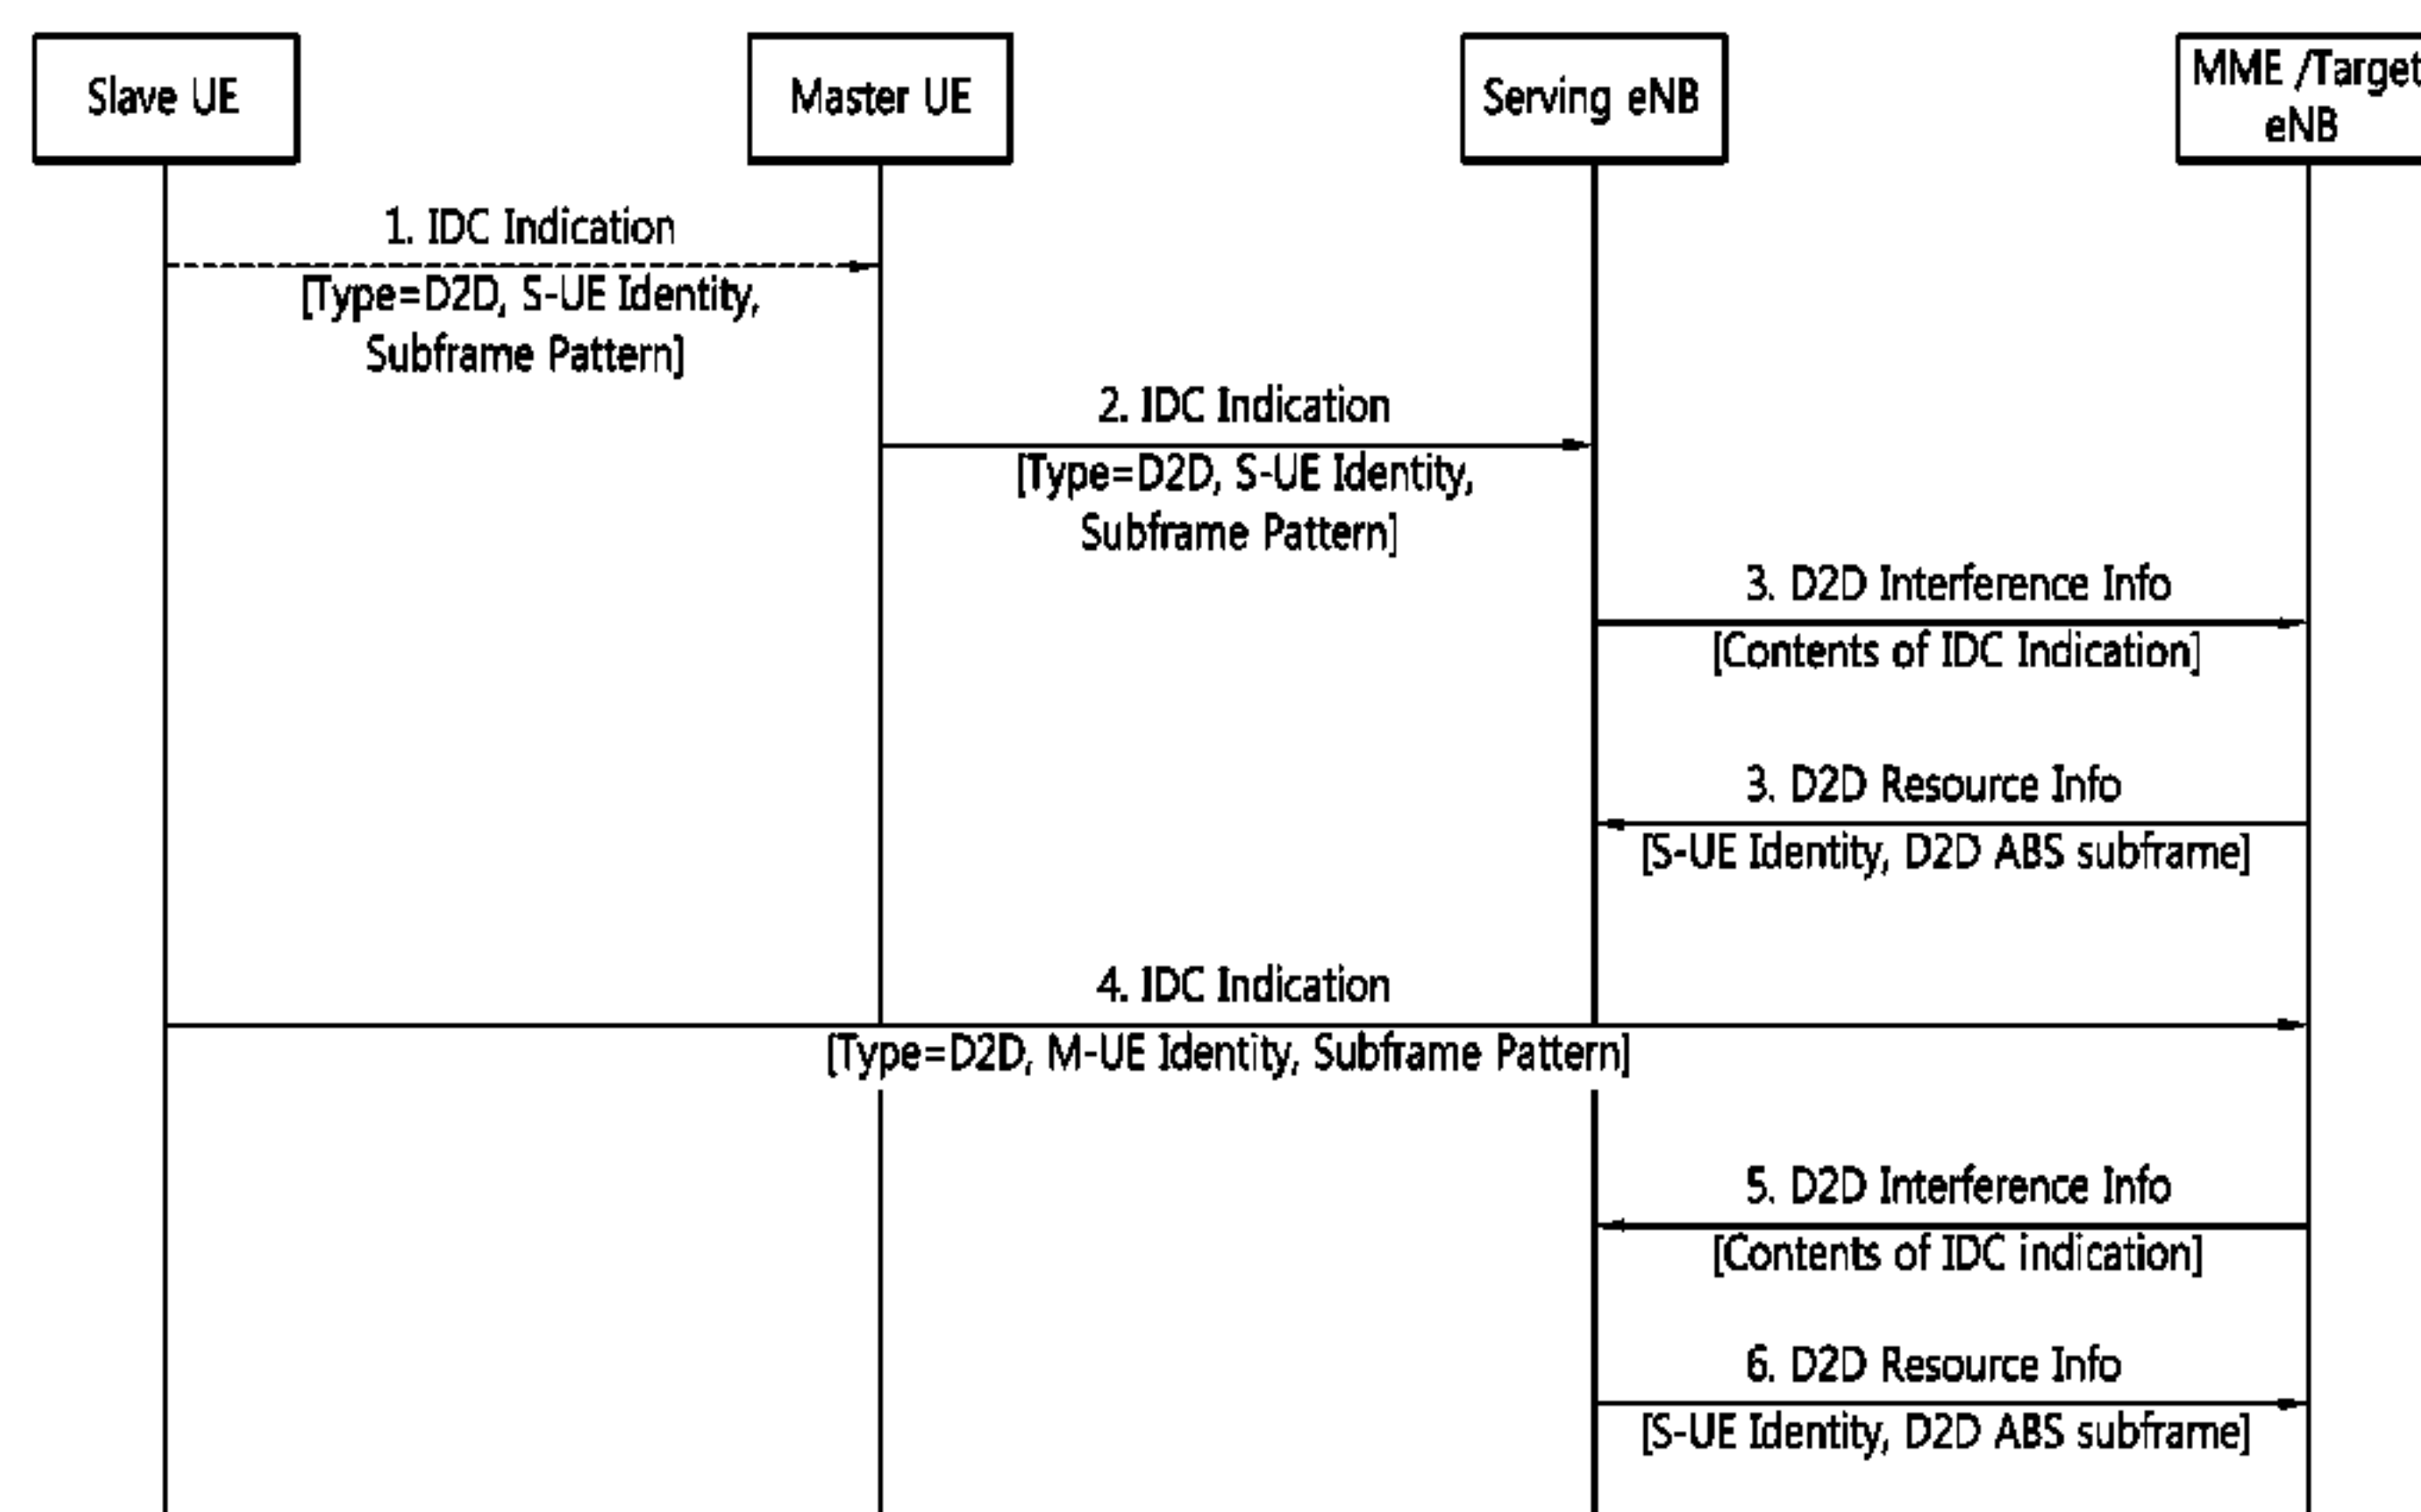 Slave UE
Master UE
Serving eNB
MME /Target
eNB
1. IDC Indication
[Type=D2D, S-UE Identity,
Subframe Pattern]
2. IDC Indication
[Type=D2D, S-UE Identity,
Subframe Pattern]
3. D2D Interference Info
[Contents of IDC Indication]
3. D2D Resource Info
[S-UE Identity, D2D ABS subframe]
4. IDC Indication
[Type=D2D, M-UE Identity, Subframe Pattern]
5. D2D Interference Info
[Contents of IDC indication]
6. D2D Resource Info
[S-UE Identity, D2D ABS subframe]